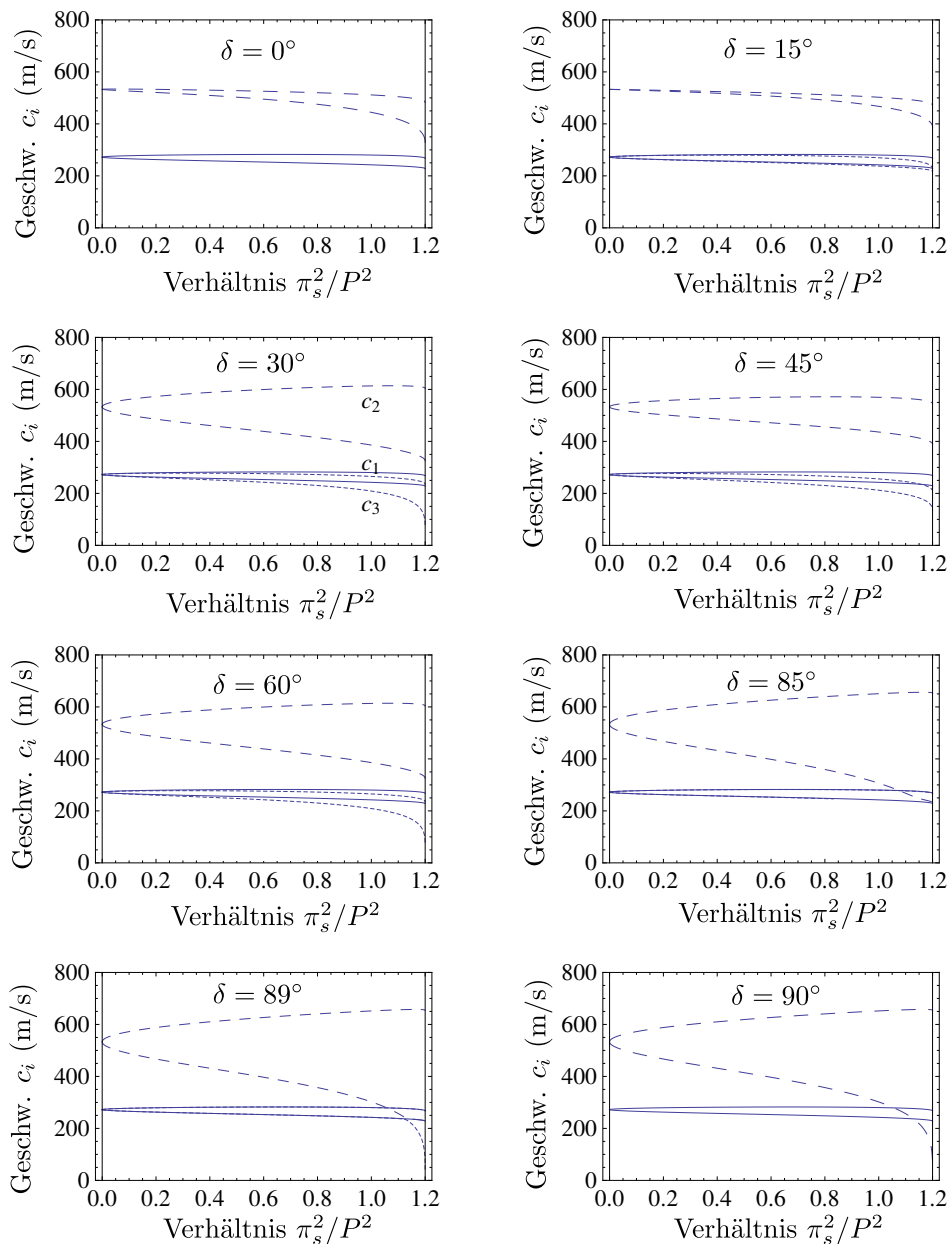 δ = 0°
Geschw. c_i (m/s)
800
600
400
200
0
0.0 0.2 0.4 0.6 0.8 1.0 1.2
Verhältnis π_s^2/P^2
δ = 15°
Geschw. c_i (m/s)
800
600
400
200
0
0.0 0.2 0.4 0.6 0.8 1.0 1.2
Verhältnis π_s^2/P^2
δ = 30°
Geschw. c_i (m/s)
800
600
400
200
0
c_2
c_1
c_3
0.0 0.2 0.4 0.6 0.8 1.0 1.2
Verhältnis π_s^2/P^2
δ = 45°
Geschw. c_i (m/s)
800
600
400
200
0
0.0 0.2 0.4 0.6 0.8 1.0 1.2
Verhältnis π_s^2/P^2
δ = 60°
Geschw. c_i (m/s)
800
600
400
200
0
0.0 0.2 0.4 0.6 0.8 1.0 1.2
Verhältnis π_s^2/P^2
δ = 85°
Geschw. c_i (m/s)
800
600
400
200
0
0.0 0.2 0.4 0.6 0.8 1.0 1.2
Verhältnis π_s^2/P^2
δ = 89°
Geschw. c_i (m/s)
800
600
400
200
0
0.0 0.2 0.4 0.6 0.8 1.0 1.2
Verhältnis π_s^2/P^2
δ = 90°
Geschw. c_i (m/s)
800
600
400
200
0
0.0 0.2 0.4 0.6 0.8 1.0 1.2
Verhältnis π_s^2/P^2